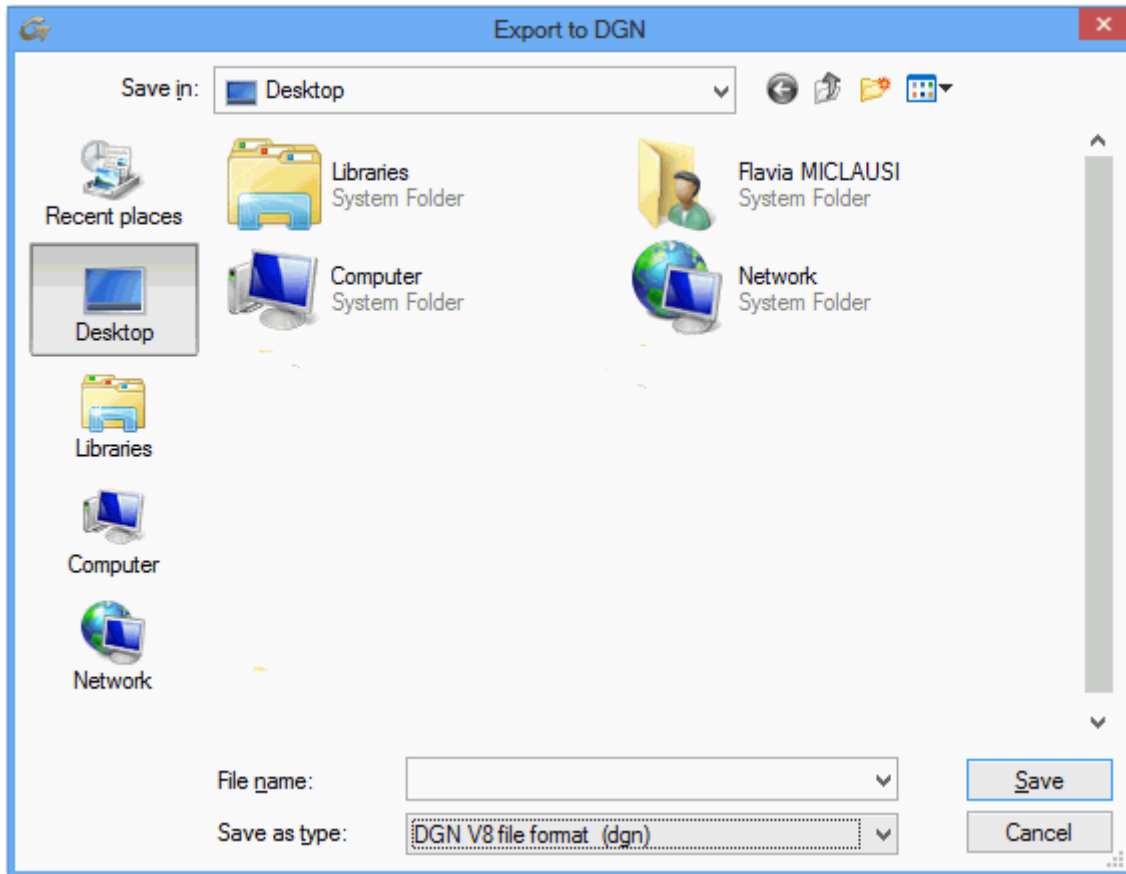 Export to DGN
Save in:
Desktop
Recent places
Desktop
Libraries
Computer
Network
Libraries
System Folder
Flavia MICLAUSI
System Folder
Computer
System Folder
Network
System Folder
File name:
Save
Save as type:
DGN V8 file format (dgn)
Cancel